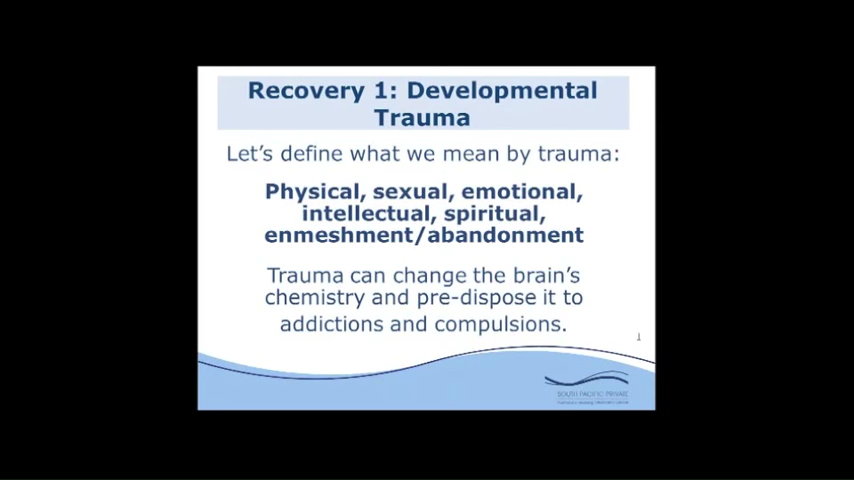 Recovery 1: Developmental
Trauma
Let's define what we mean by trauma:
Physical, sexual, emotional,
intellectual, spiritual,
enmeshment/abandonment
Trauma can change the brain's
chemistry and pre-dispose it to
addictions and compulsions.
1
SOUTH PACIFIC PRIVATE